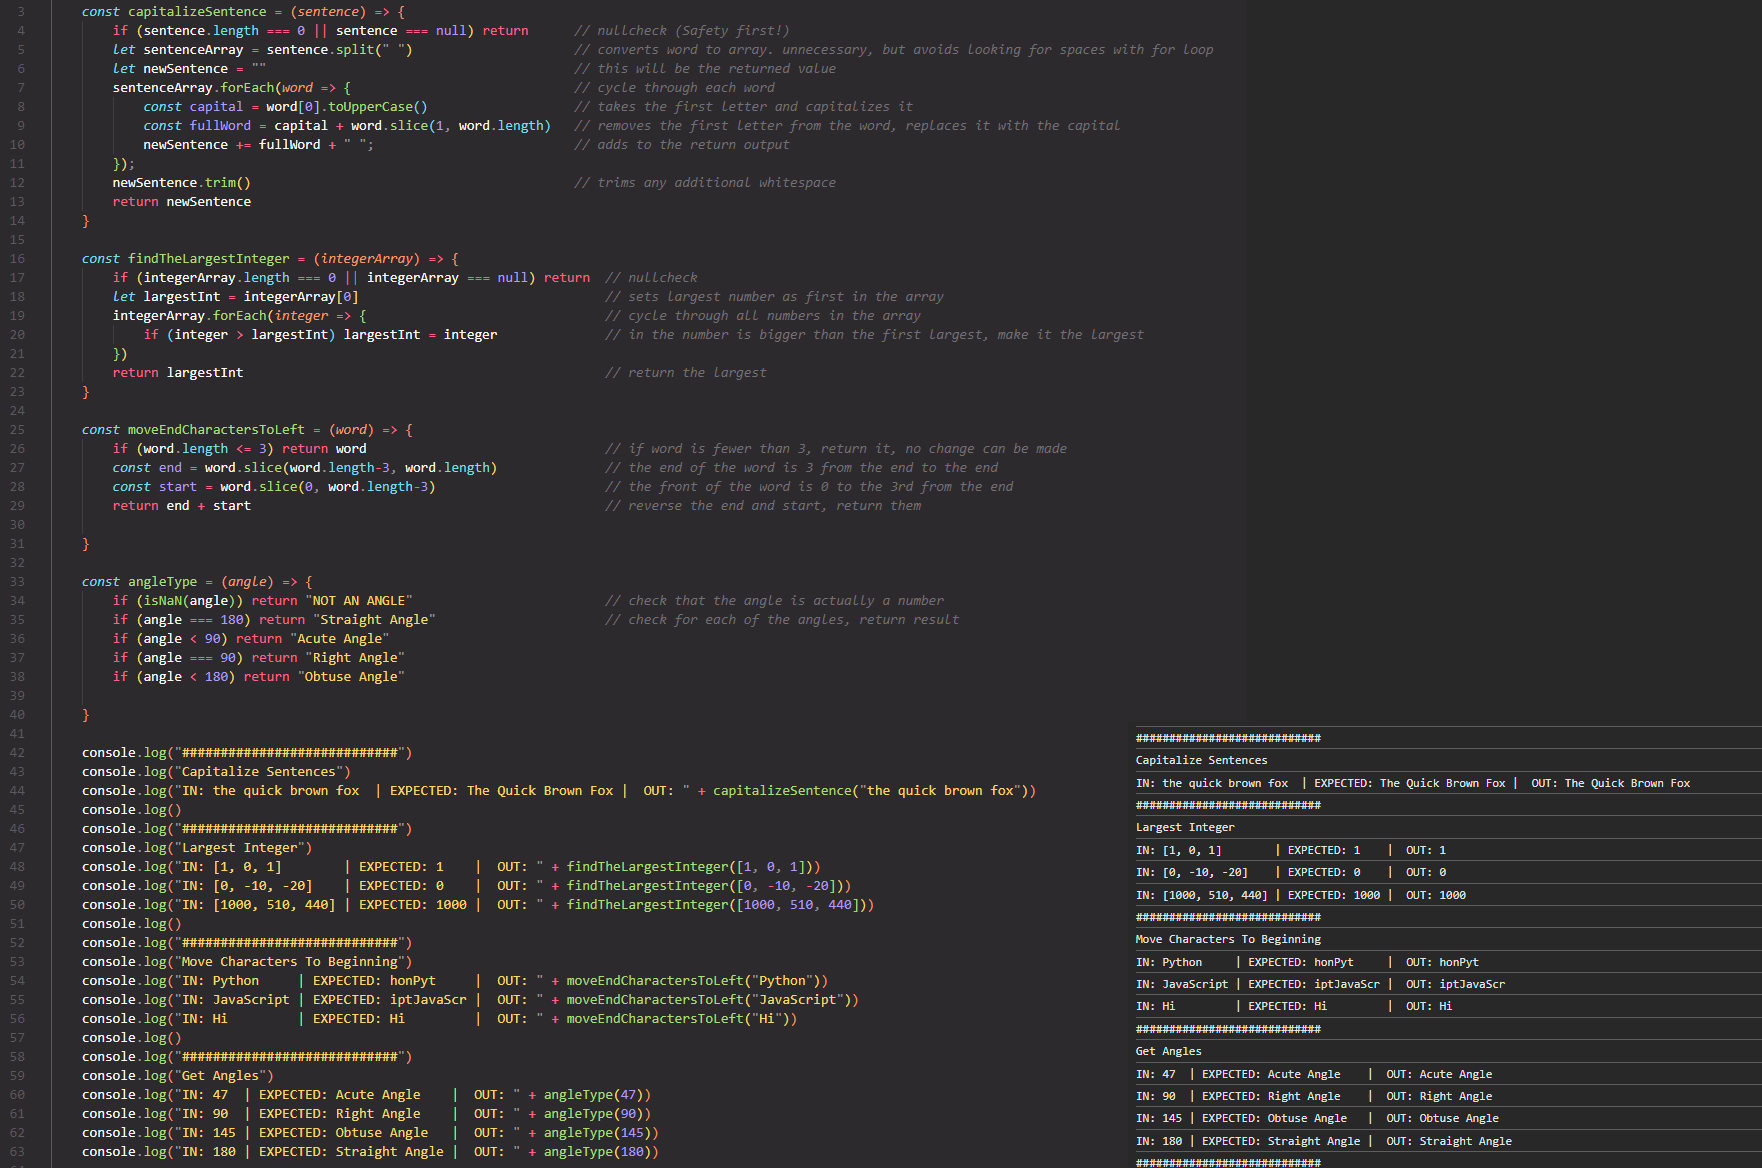 3 const capitalizeSentence = (sentence) => {
4 if (sentence.length === 0 || sentence === null) return // nullcheck (Safety first!)
5 let sentenceArray = sentence.split(" ") // converts word to array. unnecessary, but avoids looking for spaces with for loop
6 let newSentence = "" // this will be the returned value
7 sentenceArray.forEach(word => { // cycle through each word
8 const capital = word[0].toUpperCase() // takes the first letter and capitalizes it
9 const fullWord = capital + word.slice(1, word.length) // removes the first letter from the word, replaces it with the capital
10 newSentence += fullWord + " "; // adds to the return output
11 });
12 newSentence.trim() // trims any additional whitespace
13 return newSentence
14 }
15
16 const findTheLargestInteger = (integerArray) => {
17 if (integerArray.length === 0 || integerArray === null) return // nullcheck
18 let largestInt = integerArray[0] // sets largest number as first in the array
19 integerArray.forEach(integer => { // cycle through all numbers in the array
20 if (integer > largestInt) largestInt = integer // in the number is bigger than the first largest, make it the largest
21 })
22 return largestInt // return the largest
23 }
24
25 const moveEndCharactersToLeft = (word) => {
26 if (word.length <= 3) return word // if word is fewer than 3, return it, no change can be made
27 const end = word.slice(word.length-3, word.length) // the end of the word is 3 from the end to the end
28 const start = word.slice(0, word.length-3) // the front of the word is 0 to the 3rd from the end
29 return end + start // reverse the end and start, return them
30
31 }
32
33 const angleType = (angle) => {
34 if (isNaN(angle)) return "NOT AN ANGLE" // check that the angle is actually a number
35 if (angle === 180) return "Straight Angle" // check for each of the angles, return result
36 if (angle < 90) return "Acute Angle"
37 if (angle === 90) return "Right Angle"
38 if (angle < 180) return "Obtuse Angle"
39
40 }
41
42 console.log("############################")
43 console.log("Capitalize Sentences")
44 console.log("IN: the quick brown fox | EXPECTED: The Quick Brown Fox | OUT: " + capitalizeSentence("the quick brown fox"))
45 console.log()
46 console.log("############################")
47 console.log("Largest Integer")
48 console.log("IN: [1, 0, 1] | EXPECTED: 1 | OUT: " + findTheLargestInteger([1, 0, 1]))
49 console.log("IN: [0, -10, -20] | EXPECTED: 0 | OUT: " + findTheLargestInteger([0, -10, -20]))
50 console.log("IN: [1000, 510, 440] | EXPECTED: 1000 | OUT: " + findTheLargestInteger([1000, 510, 440]))
51 console.log()
52 console.log("############################")
53 console.log("Move Characters To Beginning")
54 console.log("IN: Python | EXPECTED: honPyt | OUT: " + moveEndCharactersToLeft("Python"))
55 console.log("IN: JavaScript | EXPECTED: iptJavaScr | OUT: " + moveEndCharactersToLeft("JavaScript"))
56 console.log("IN: Hi | EXPECTED: Hi | OUT: " + moveEndCharactersToLeft("Hi"))
57 console.log()
58 console.log("############################")
59 console.log("Get Angles")
60 console.log("IN: 47 | EXPECTED: Acute Angle | OUT: " + angleType(47))
61 console.log("IN: 90 | EXPECTED: Right Angle | OUT: " + angleType(90))
62 console.log("IN: 145 | EXPECTED: Obtuse Angle | OUT: " + angleType(145))
63 console.log("IN: 180 | EXPECTED: Straight Angle | OUT: " + angleType(180))
############################
Capitalize Sentences
IN: the quick brown fox | EXPECTED: The Quick Brown Fox | OUT: The Quick Brown Fox
############################
Largest Integer
IN: [1, 0, 1] | EXPECTED: 1 | OUT: 1
IN: [0, -10, -20] | EXPECTED: 0 | OUT: 0
IN: [1000, 510, 440] | EXPECTED: 1000 | OUT: 1000
############################
Move Characters To Beginning
IN: Python | EXPECTED: honPyt | OUT: honPyt
IN: JavaScript | EXPECTED: iptJavaScr | OUT: iptJavaScr
IN: Hi | EXPECTED: Hi | OUT: Hi
############################
Get Angles
IN: 47 | EXPECTED: Acute Angle | OUT: Acute Angle
IN: 90 | EXPECTED: Right Angle | OUT: Right Angle
IN: 145 | EXPECTED: Obtuse Angle | OUT: Obtuse Angle
IN: 180 | EXPECTED: Straight Angle | OUT: Straight Angle
############################